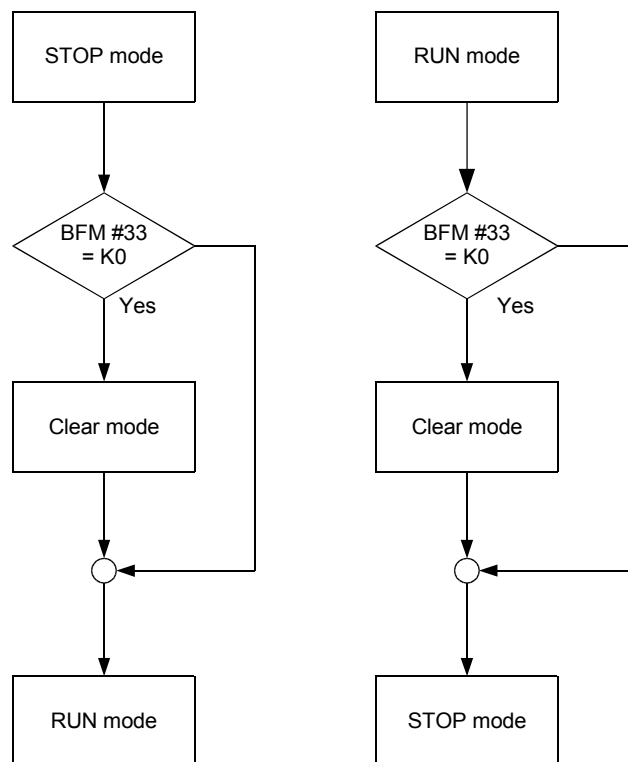 STOP mode
BFM #33
= K0
Yes
Clear mode
RUN mode
RUN mode
BFM #33
= K0
Yes
Clear mode
STOP mode